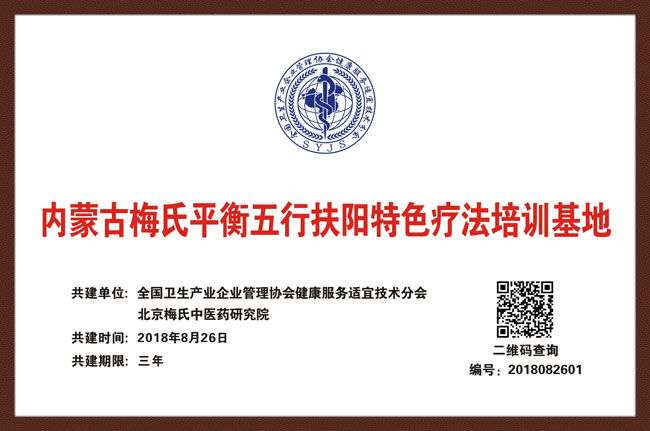 全国卫生产业企业管理协会健康服务适宜技术分会
SYJS
内蒙古梅氏平衡五行扶阳特色疗法培训基地
共建单位: 全国卫生产业企业管理协会健康服务适宜技术分会
北京梅氏中医药研究院
共建时间: 2018年8月26日
共建期限: 三年
二维码查询
编号: 2018082601